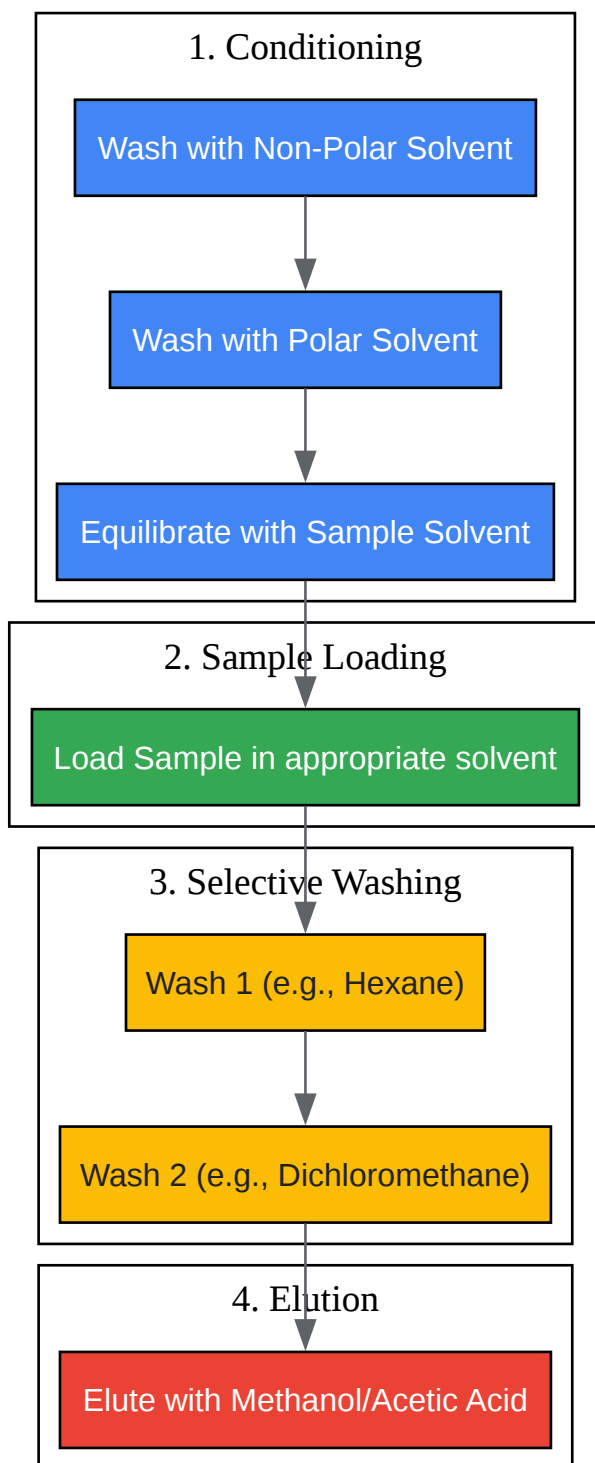 1. Conditioning
Wash with Non-Polar Solvent
Wash with Polar Solvent
Equilibrate with Sample Solvent
2. Sample Loading
Load Sample in appropriate solvent
3. Selective Washing
Wash 1 (e.g., Hexane)
Wash 2 (e.g., Dichloromethane)
4. Elution
Elute with Methanol/Acetic Acid